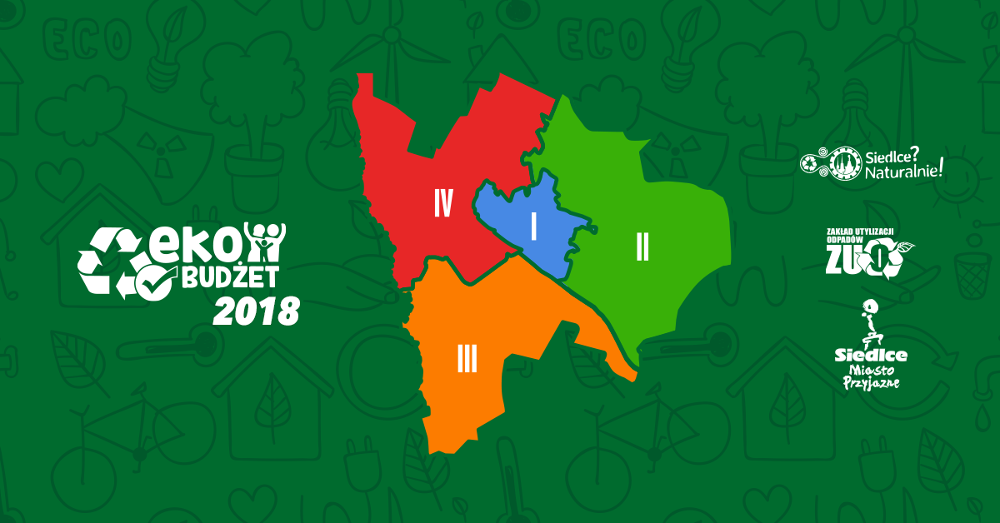 ECO
ECO
eko
BUDŻET
2018
IV
I
II
III
Siedlce?
Naturalnie!
ZAKŁAD UTYLIZACJI
ODPADÓW
ZUO
Siedlce
Miasto
Przyjazne